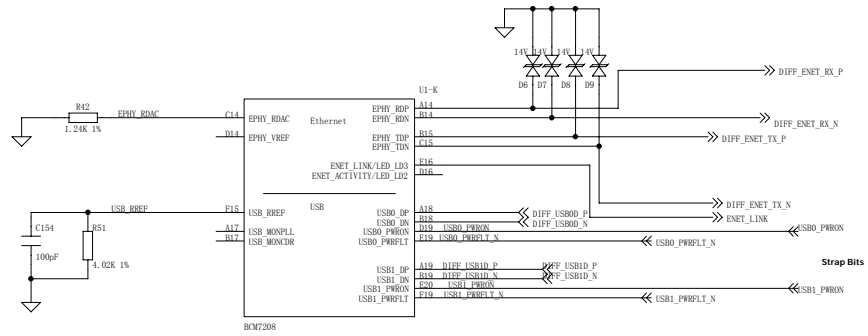 14V 14V 14V 14V
D6 D7 D8 D9
DIFF_ENET_RX_P
U1-K
R42
EPHY_RDAC
1.24K 1%
C14 EPHY_RDAC
Ethernet
EPHY_RDP A14
EPHY_RDN B14
DIFF_ENET_RX_N
D14 EPHY_VREF
EPHY_TDP B15
EPHY_TDN C15
DIFF_ENET_TX_P
ENET_LINK/LED_LD3 E16
ENET_ACTIVITY/LED_LD2 D16
DIFF_ENET_TX_N
ENET_LINK
USB_RREF
F15 USB_RREF
USB
USB0_DP A18 DIFF_USB0D_P
USB0_DN B18 DIFF_USB0D_N
USB0_PWRON D19 USB0_PWRON
USB0_PWRON
USB0_PWRFLT E19 USB0_PWRFLT_N
USB0_PWRFLT_N
A17 USB_MONPLL
B17 USB_MONCDR
C154
100pF
R51
4.02K 1%
USB1_DP A19 DIFF_USB1D_P DIFF_USB1D_P
USB1_DN B19 DIFF_USB1D_N DIFF_USB1D_N
USB1_PWRON E20 USB1_PWRON
USB1_PWRON
USB1_PWRFLT F19 USB1_PWRFLT_N
USB1_PWRFLT_N
Strap Bits
BCM7208